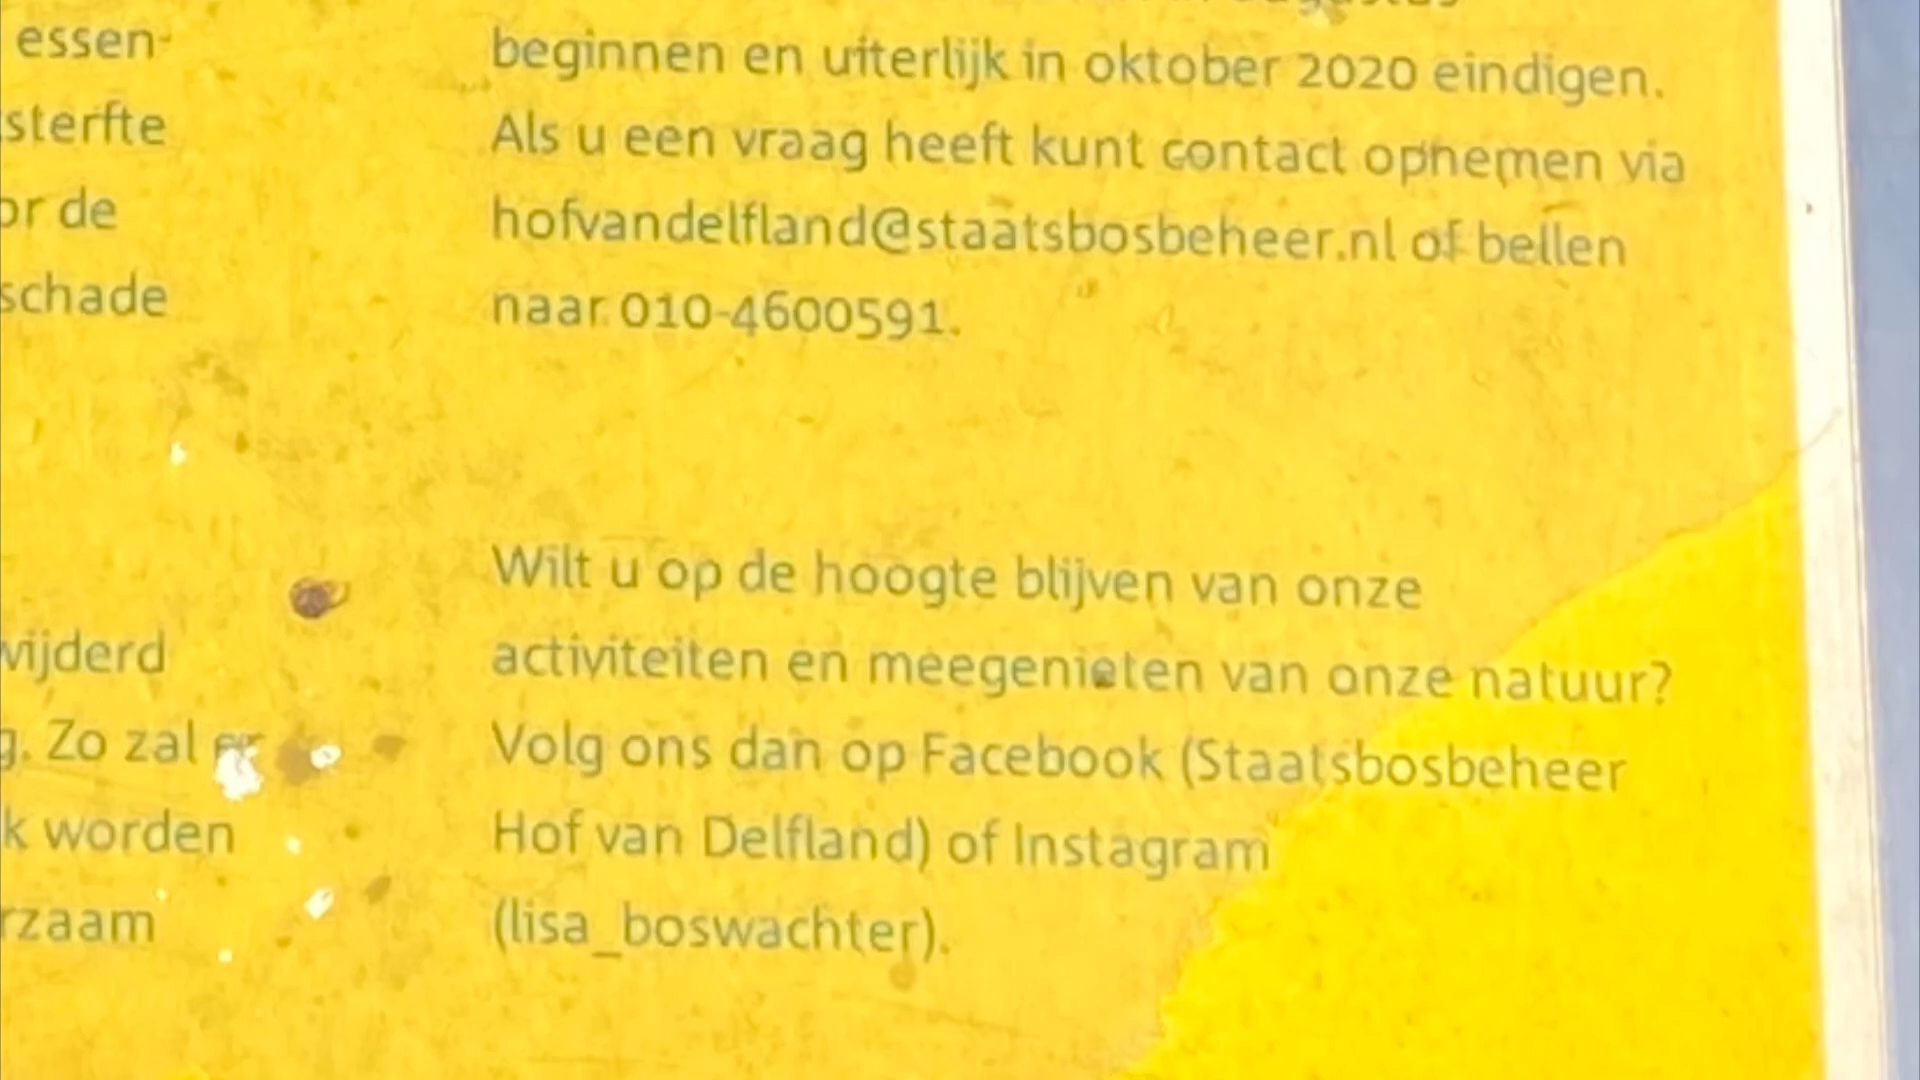 essen-
sterfte
or de
schade
wijderd
g. Zo zal er
k worden
rzaam
augustus
beginnen en uiterlijk in oktober 2020 eindigen.
Als u een vraag heeft kunt contact opnemen via
hofvandelfland@staatsbosbeheer.nl of bellen
naar 010-4600591.
Wilt u op de hoogte blijven van onze
activiteiten en meegenieten van onze natuur?
Volg ons dan op Facebook (Staatsbosbeheer
Hof van Delfland) of Instagram
(lisa_boswachter).